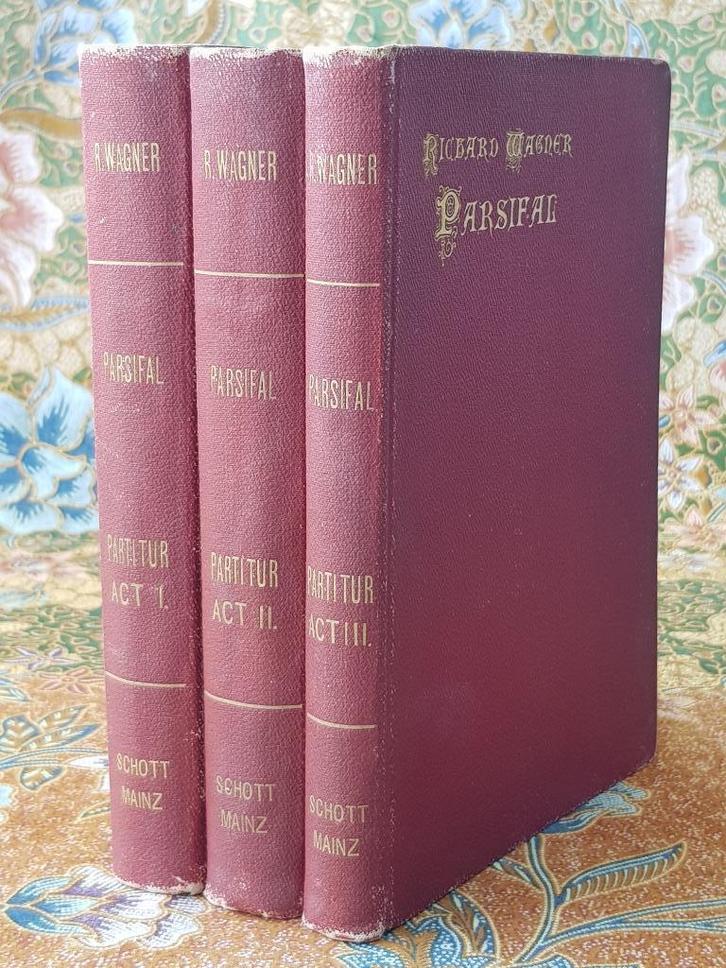 R. WAGNER
PARSIFAL
PARTITUR
ACT I.
SCHOTT
MAINZ
R. WAGNER
PARSIFAL
PARTITUR
ACT II.
SCHOTT
MAINZ
R. WAGNER
PARSIFAL
PARTITUR
ACT III.
SCHOTT
MAINZ
RICHARD WAGNER
PARSIFAL